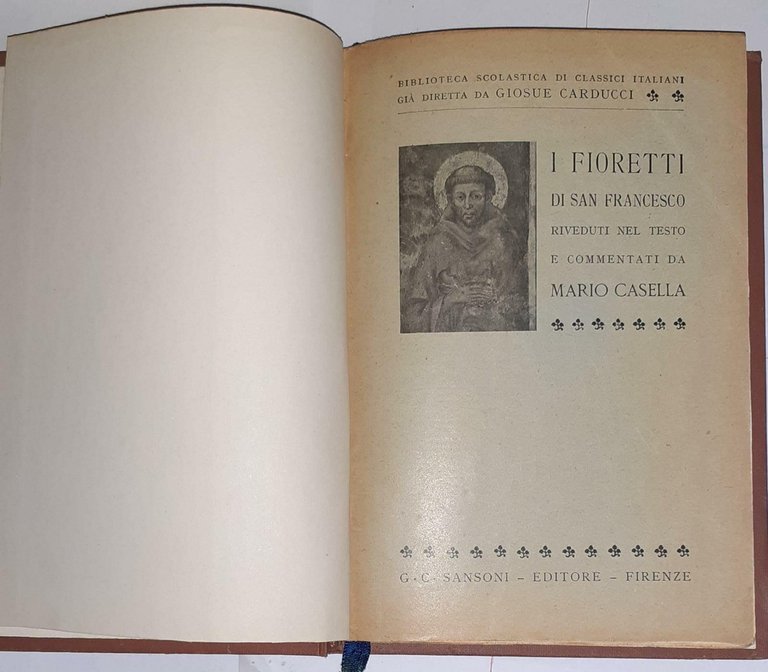 BIBLIOTECA SCOLASTICA DI CLASSICI ITALIANI
GIÀ DIRETTA DA GIOSUE CARDUCCI
I FIORETTI
DI SAN FRANCESCO
RIVEDUTI NEL TESTO
E COMMENTATI DA
MARIO CASELLA
G. C. SANSONI – EDITORE – FIRENZE